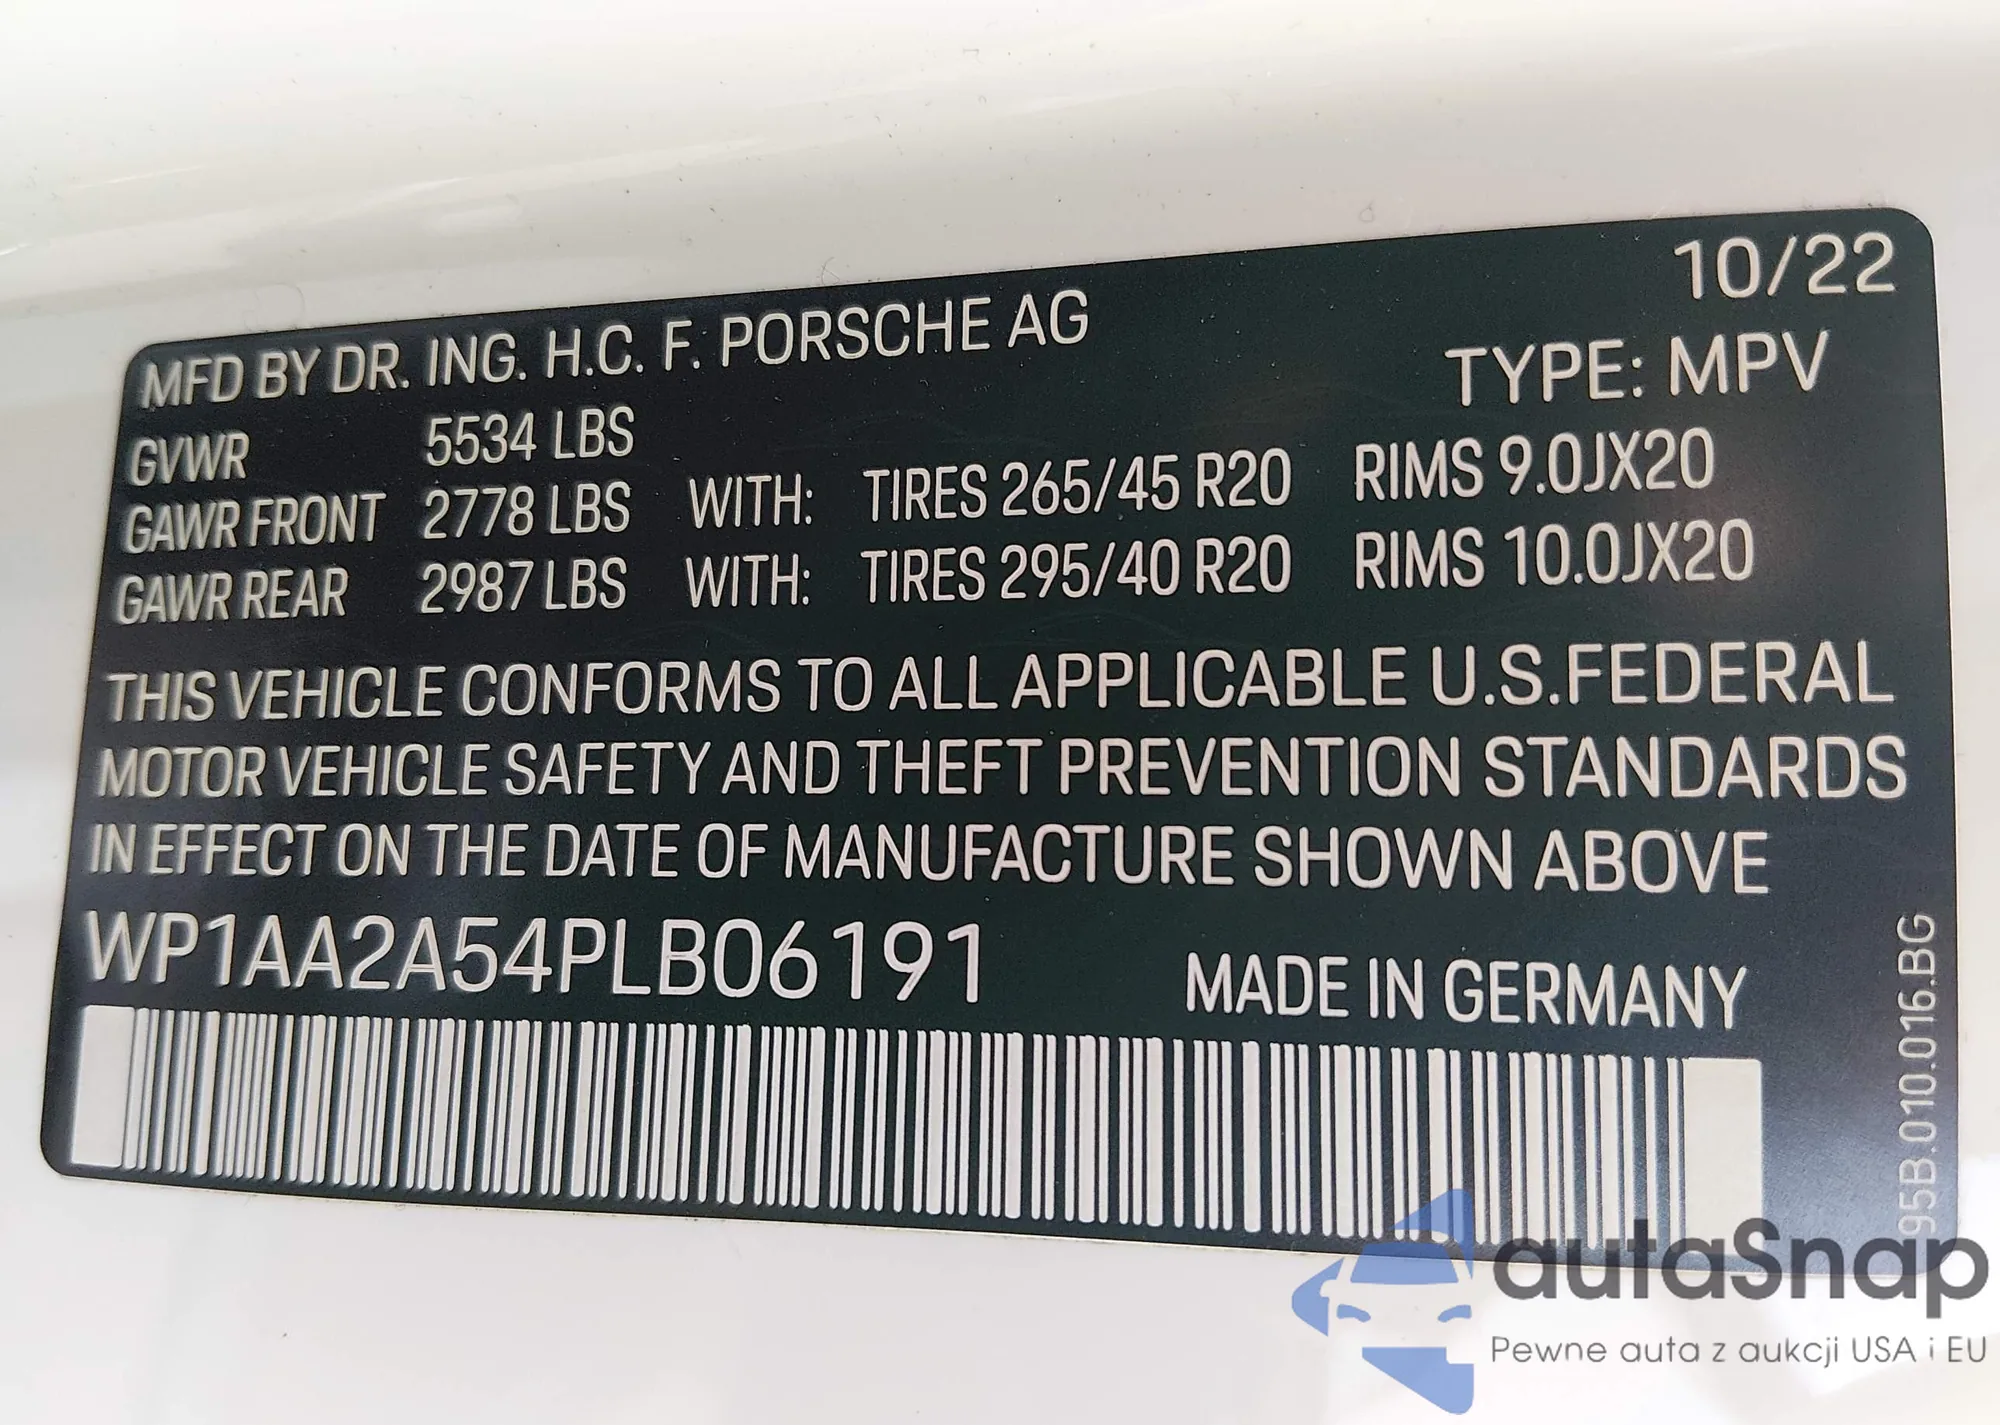 10/22
MFD BY DR. ING. H.C. F. PORSCHE AG
TYPE: MPV
GVWR 5534 LBS
GAWR FRONT 2778 LBS WITH: TIRES 265/45 R20 RIMS 9.0JX20
GAWR REAR 2987 LBS WITH: TIRES 295/40 R20 RIMS 10.0JX20
THIS VEHICLE CONFORMS TO ALL APPLICABLE U.S.FEDERAL
MOTOR VEHICLE SAFETY AND THEFT PREVENTION STANDARDS
IN EFFECT ON THE DATE OF MANUFACTURE SHOWN ABOVE
WP1AA2A54PLB06191
MADE IN GERMANY
95B.010.016.BG
autaSnap
Pewne auta z aukcji USA i EU